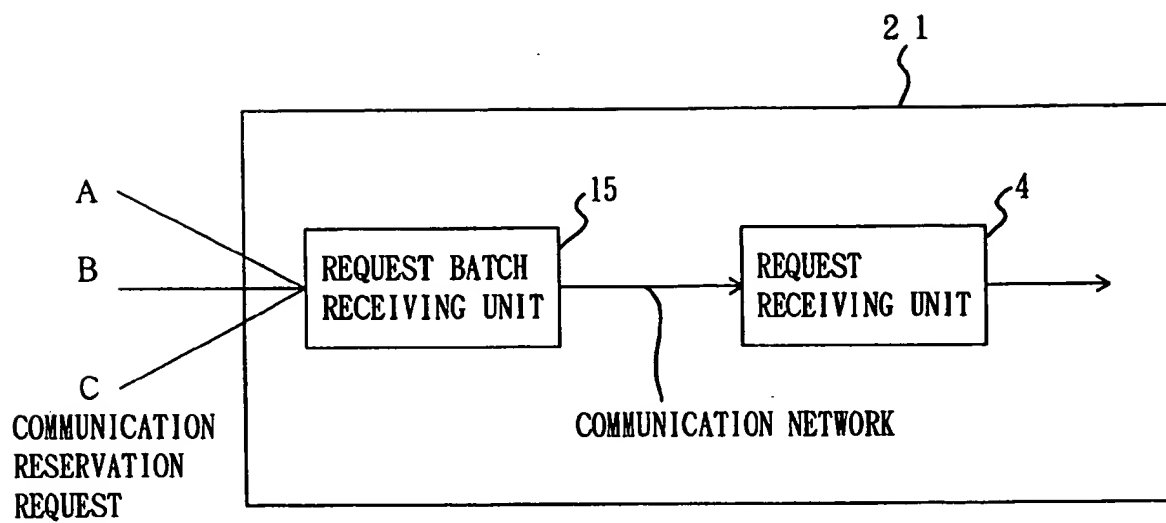 2 1
A
B
C
COMMUNICATION
RESERVATION
REQUEST
15
REQUEST BATCH
RECEIVING UNIT
4
REQUEST
RECEIVING UNIT
COMMUNICATION NETWORK